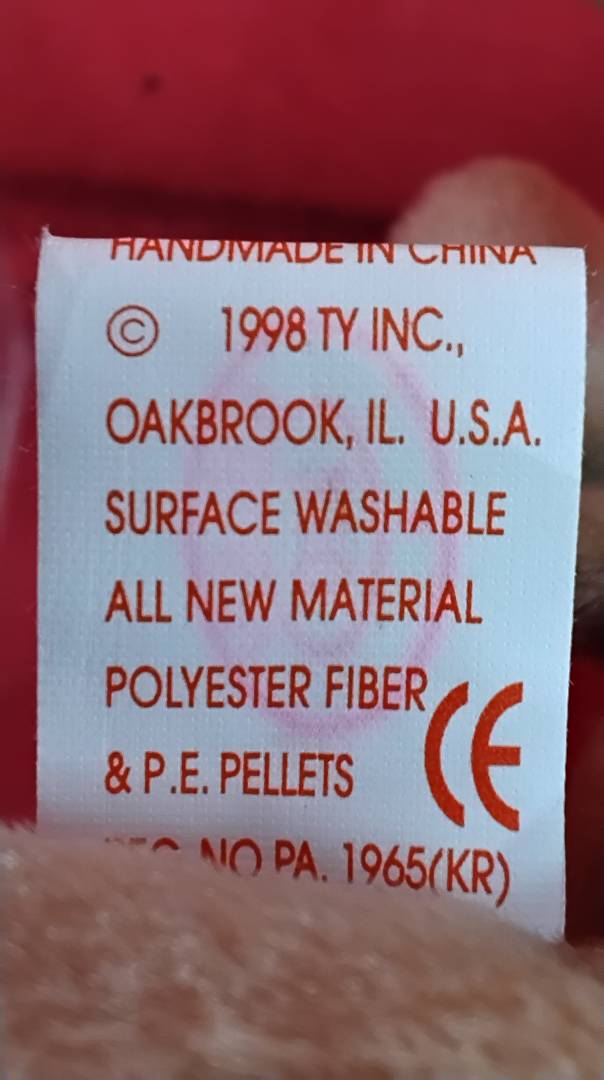 HANDMADE IN CHINA
© 1998 TY INC.,
OAKBROOK, IL. U.S.A.
SURFACE WASHABLE
ALL NEW MATERIAL
POLYESTER FIBER
& P.E. PELLETS
CE
NO PA. 1965(KR)